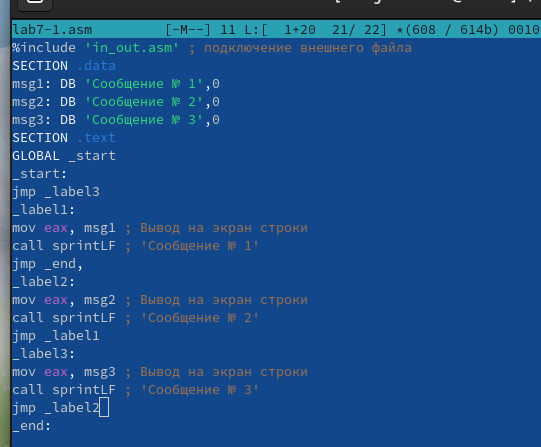 lab7-1.asm [-M--] 11 L:[ 1+20 21/ 22] *(608 / 614b) 0010
%include 'in_out.asm' ; подключение внешнего файла
SECTION .data
msg1: DB 'Сообщение № 1',0
msg2: DB 'Сообщение № 2',0
msg3: DB 'Сообщение № 3',0
SECTION .text
GLOBAL _start
_start:
jmp _label3
_label1:
mov eax, msg1 ; Вывод на экран строки
call sprintLF ; 'Сообщение № 1'
jmp _end,
_label2:
mov eax, msg2 ; Вывод на экран строки
call sprintLF ; 'Сообщение № 2'
jmp _label1
_label3:
mov eax, msg3 ; Вывод на экран строки
call sprintLF ; 'Сообщение № 3'
jmp _label2
_end: